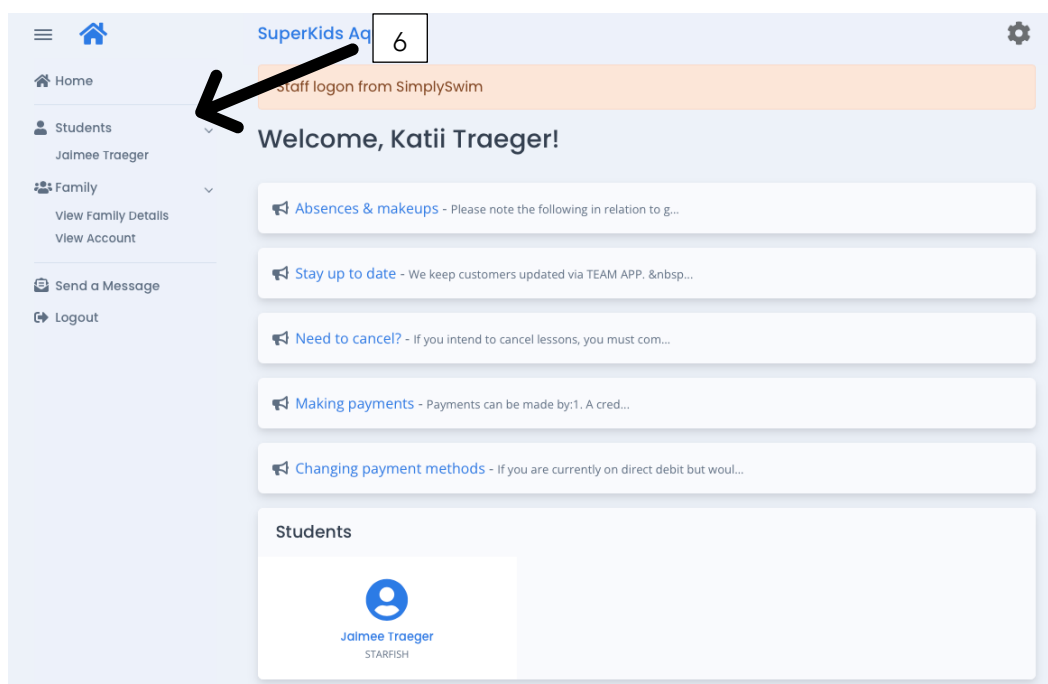 SuperKids Aq
6
Home
Staff logon from SimplySwim
Students
Jaimee Traeger
Family
View Family Details
View Account
Send a Message
Logout
Welcome, Katii Traeger!
Absences & makeups - Please note the following in relation to g...
Stay up to date - We keep customers updated via TEAM APP. &nbsp...
Need to cancel? - If you intend to cancel lessons, you must com...
Making payments - Payments can be made by:1. A cred...
Changing payment methods - If you are currently on direct debit but woul...
Students
Jaimee Traeger
STARFISH